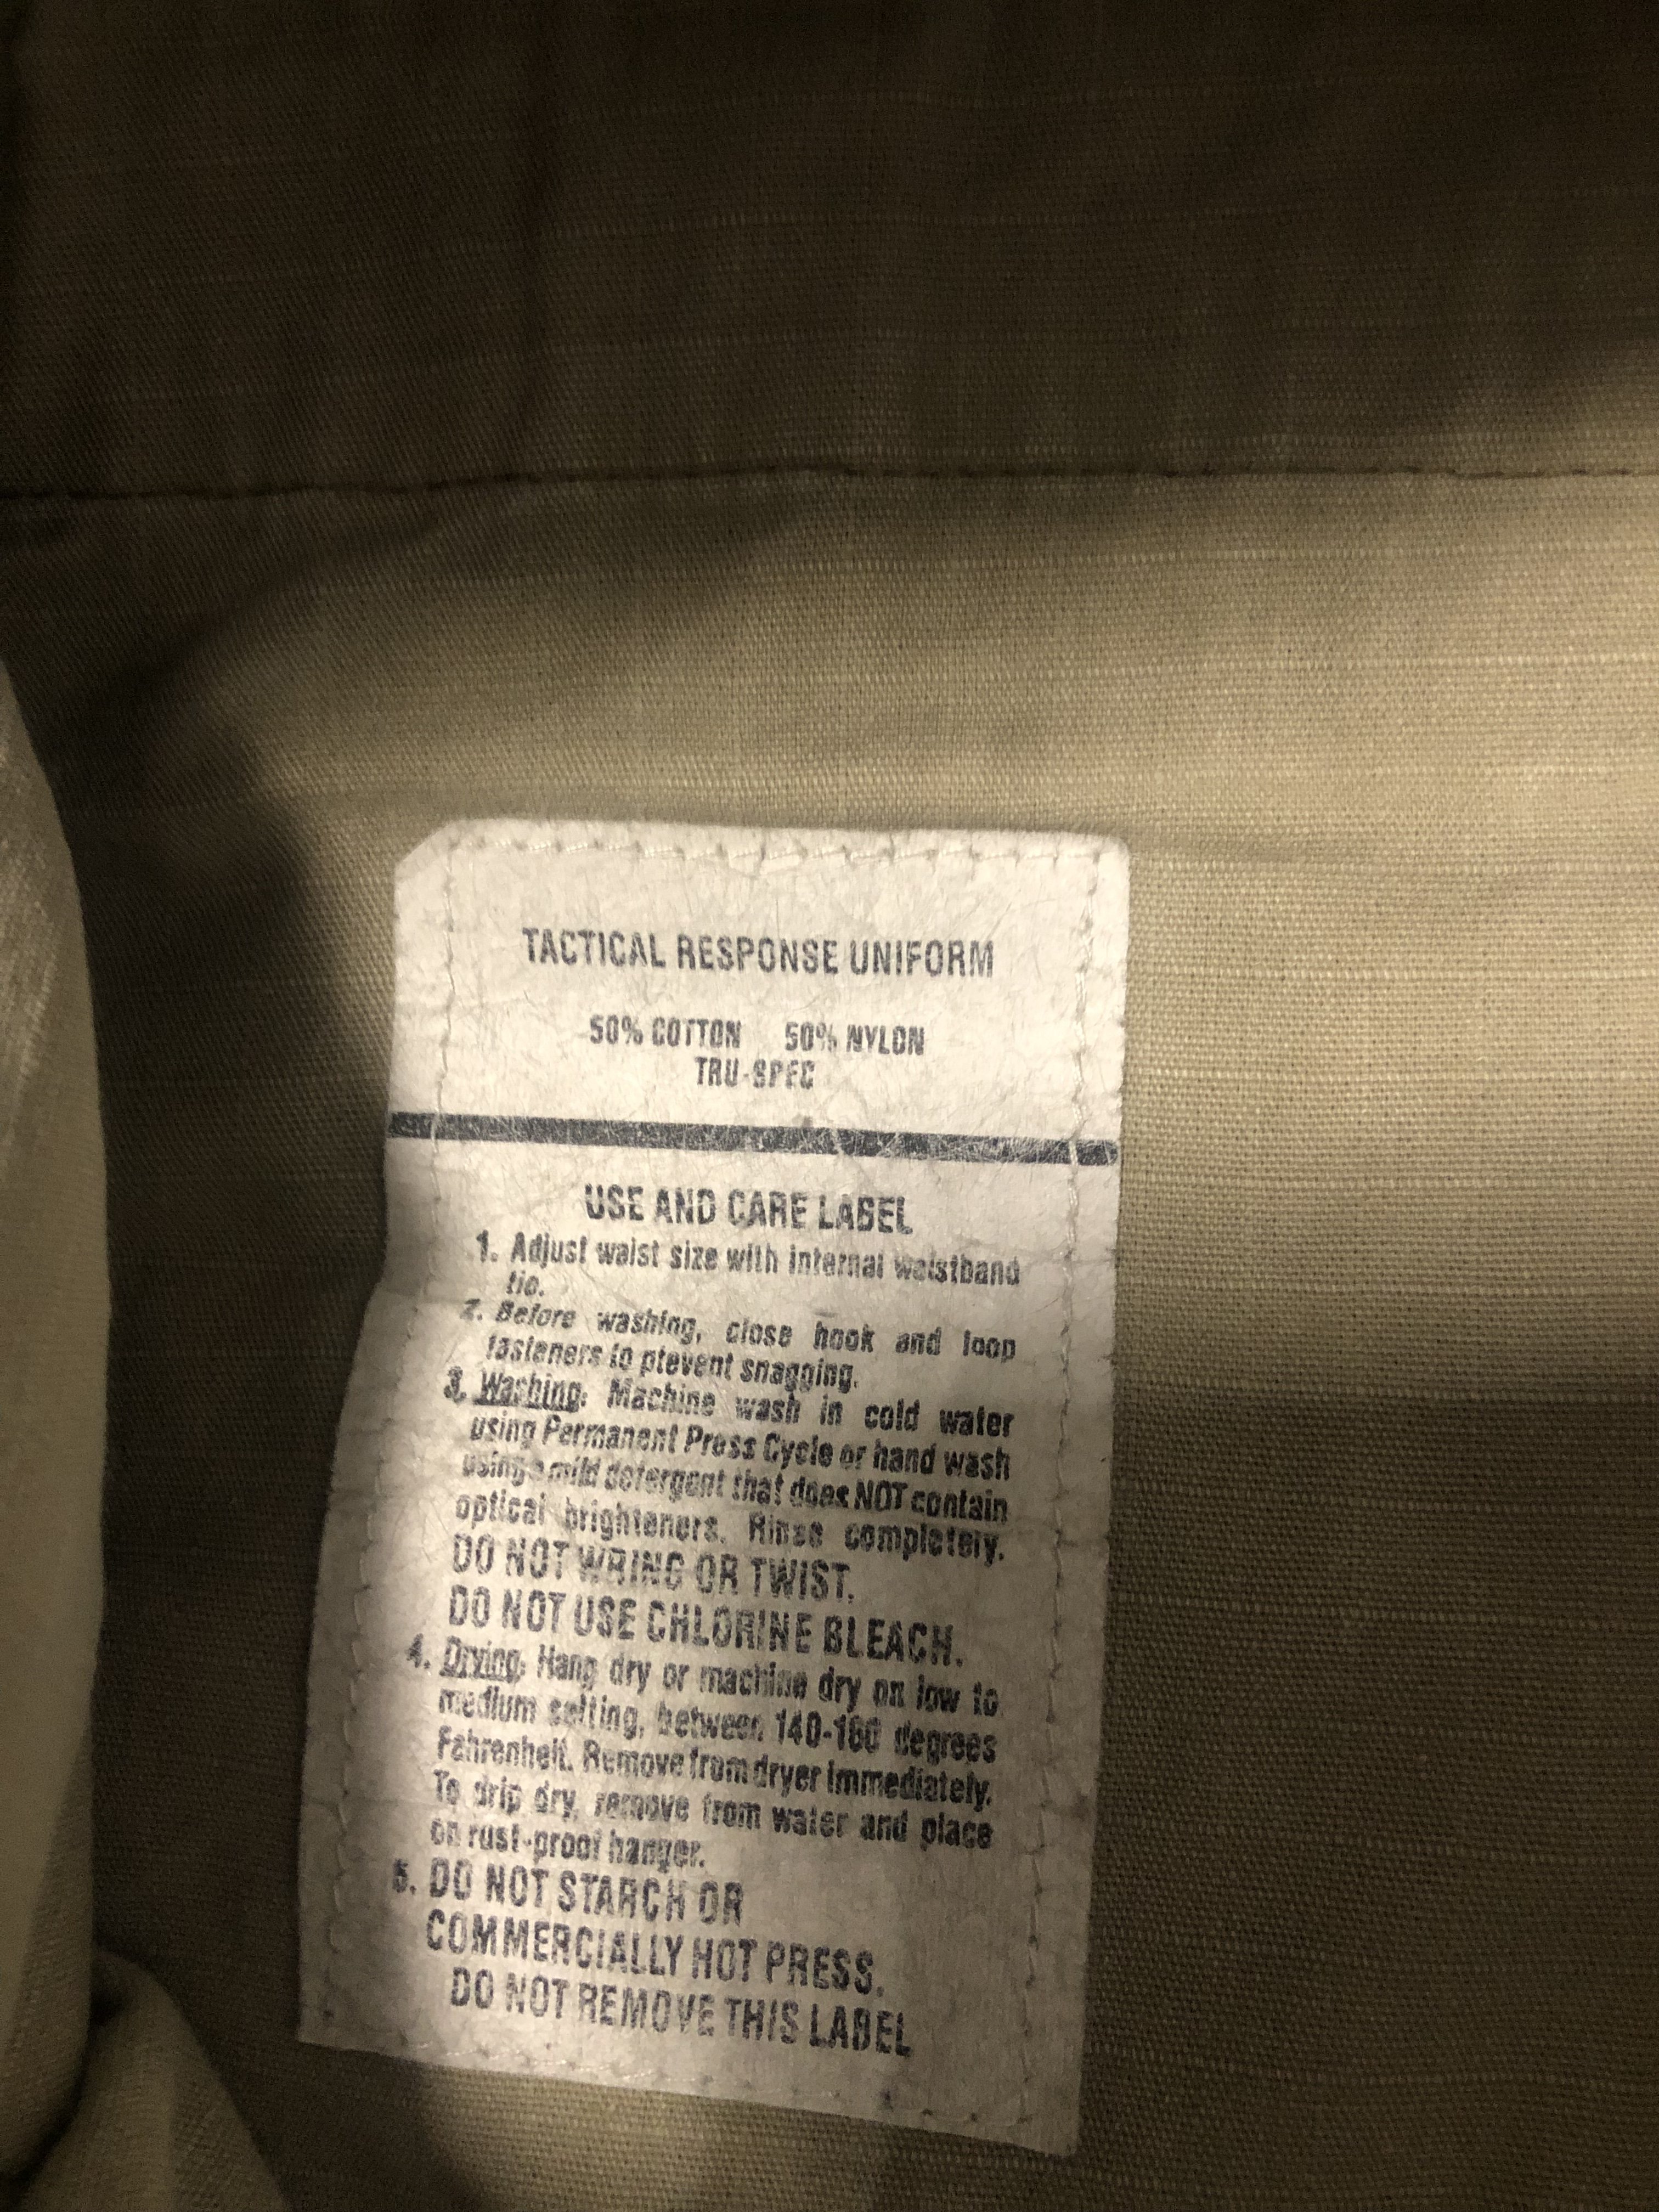 TACTICAL RESPONSE UNIFORM
50% COTTON 50% NYLON
TRU-SPEC
USE AND CARE LABEL
1. Adjust waist size with internal waistband
tie.
2. Before washing, close hook and loop
fasteners to prevent snagging.
3. Washing: Machine wash in cold water
using Permanent Press Cycle or hand wash
using a mild detergent that does NOT contain
optical brighteners. Rinse completely.
DO NOT WRING OR TWIST.
DO NOT USE CHLORINE BLEACH.
4. Drying: Hang dry or machine dry on low to
medium setting, between 140-160 degrees
Fahrenheit. Remove from dryer immediately.
To drip dry, remove from water and place
on rust-proof hanger.
5. DO NOT STARCH OR
COMMERCIALLY HOT PRESS.
DO NOT REMOVE THIS LABEL